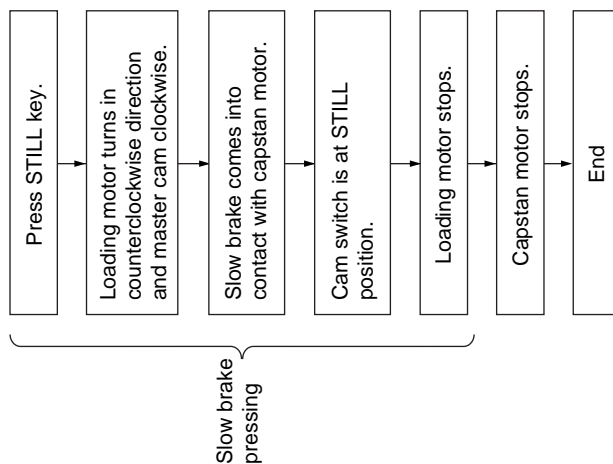 Press STILL key.
Loading motor turns in
counterclockwise direction
and master cam clockwise.
Slow brake comes into
contact with capstan motor.
Cam switch is at STILL
position.
Loading motor stops.
Capstan motor stops.
End
Slow brake
pressing